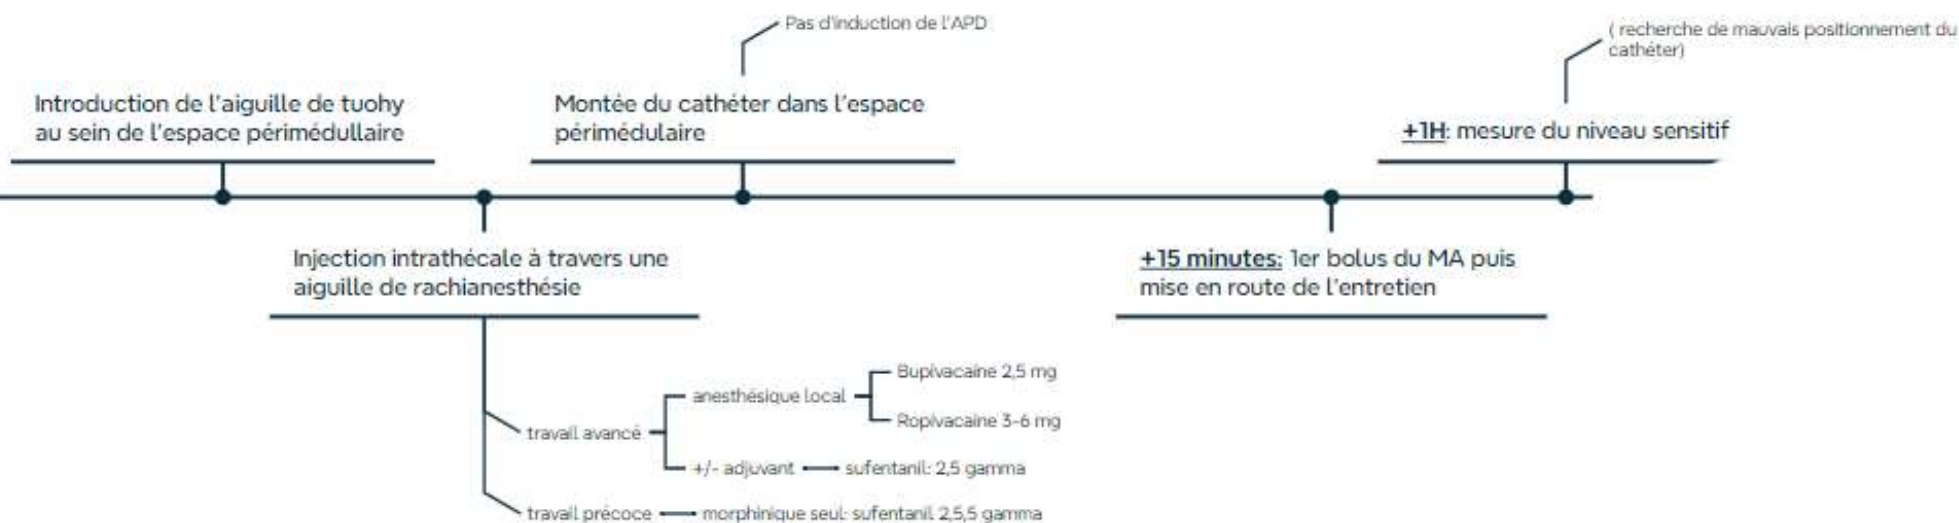 Pas d'induction de l'APD
( recherche de mauvais positionnement du
cathéter)
Introduction de l'aiguille de tuohy
au sein de l'espace périmédullaire
Montée du cathéter dans l'espace
périmédulaire
+1H: mesure du niveau sensitif
Injection intrathécale à travers une
aiguille de rachianesthésie
+15 minutes: 1er bolus du MA puis
mise en route de l'entretien
travail avancé
anesthésique local
Bupivacaine 2,5 mg
Ropivacaine 3-6 mg
+/- adjuvant
sufentanil: 2,5 gamma
travail précoce
morphinique seul: sufentanil 2,5,5 gamma